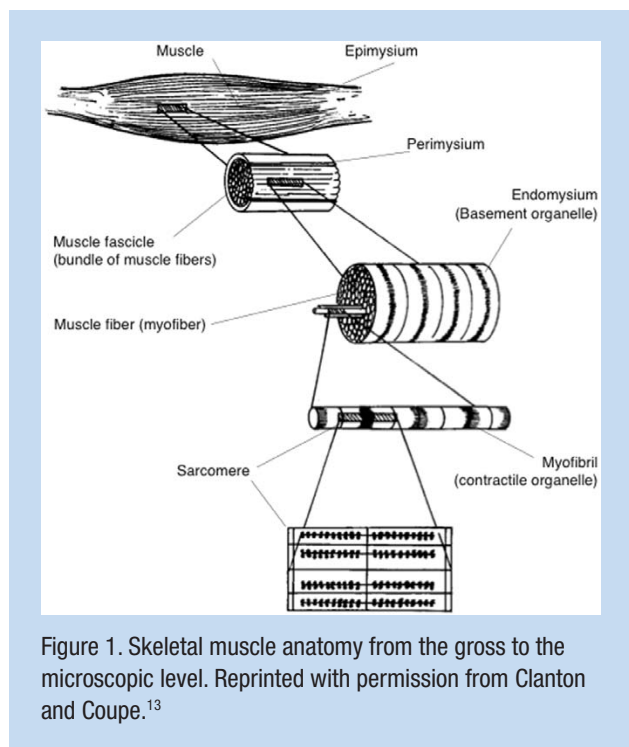 Muscle
Epimysium
Perimysium
Endomysium
(Basement organelle)
Muscle fascicle
(bundle of muscle fibers)
Muscle fiber (myofiber)
Sarcomere
Myofibril
(contractile organelle)
Figure 1. Skeletal muscle anatomy from the gross to the
microscopic level. Reprinted with permission from Clanton
and Coupe.13